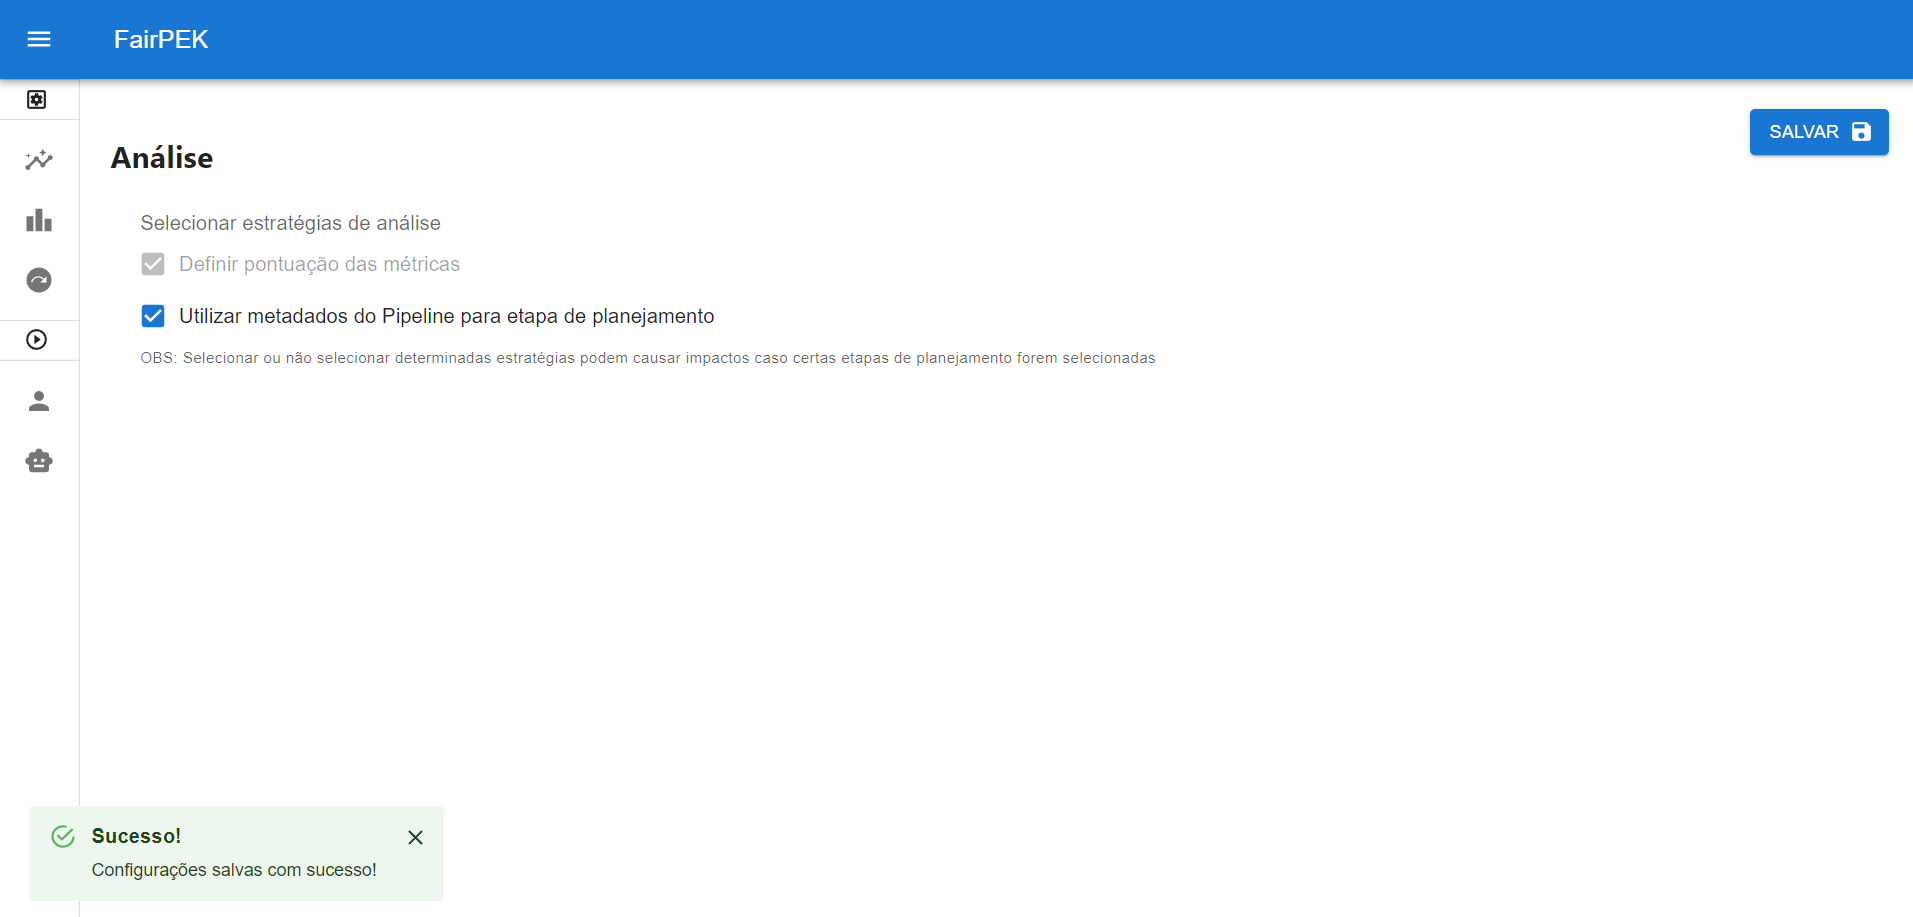 FairPEK
SALVAR
Análise
Selecionar estratégias de análise
Definir pontuação das métricas
Utilizar metadados do Pipeline para etapa de planejamento
OBS: Selecionar ou não selecionar determinadas estratégias podem causar impactos caso certas etapas de planejamento forem selecionadas
Sucesso!
Configurações salvas com sucesso!